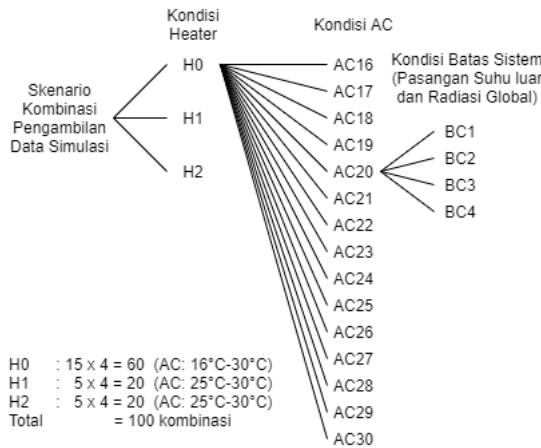 Kondisi
Heater
Kondisi AC
Kondisi Batas Sistem
(Pasangan Suhu luar
dan Radiasi Global)
Skenario
Kombinasi
Pengambilan
Data Simulasi
H0
H1
H2
AC16
AC17
AC18
AC19
AC20
AC21
AC22
AC23
AC24
AC25
AC26
AC27
AC28
AC29
AC30
BC1
BC2
BC3
BC4
H0 : 15 x 4 = 60 (AC: 16°C-30°C)
H1 : 5 x 4 = 20 (AC: 25°C-30°C)
H2 : 5 x 4 = 20 (AC: 25°C-30°C)
Total = 100 kombinasi